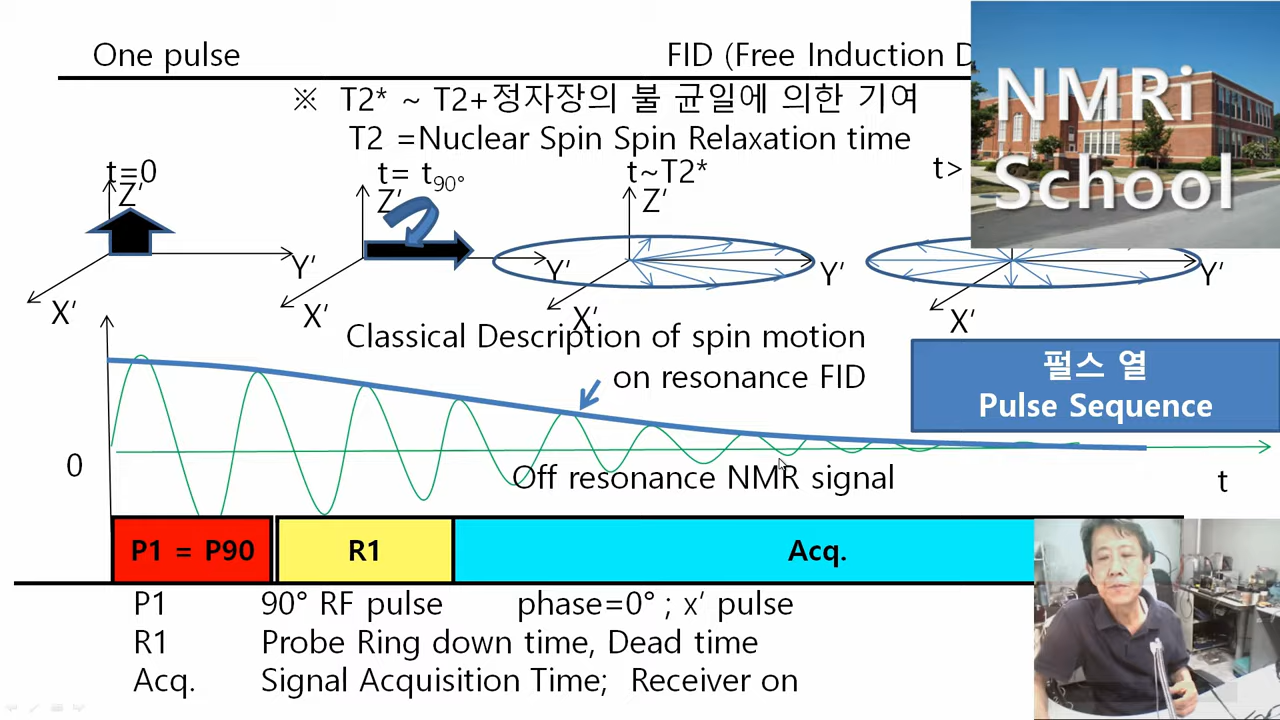 One pulse
FID (Free Induction D
※ T2* ~ T2+정자장의 불 균일에 의한 기여
T2 =Nuclear Spin Spin Relaxation time
NMRi
School
t=0
t= t90°
t~T2*
t>
Z′
Z′
Z′
Y′
Y′
Y′
Y′
X′
X′
X′
X′
Classical Description of spin motion
on resonance FID
펄스 열
Pulse Sequence
0
Off resonance NMR signal
t
P1 = P90
R1
Acq.
P1 90° RF pulse phase=0° ; x′ pulse
R1 Probe Ring down time, Dead time
Acq. Signal Acquisition Time; Receiver on